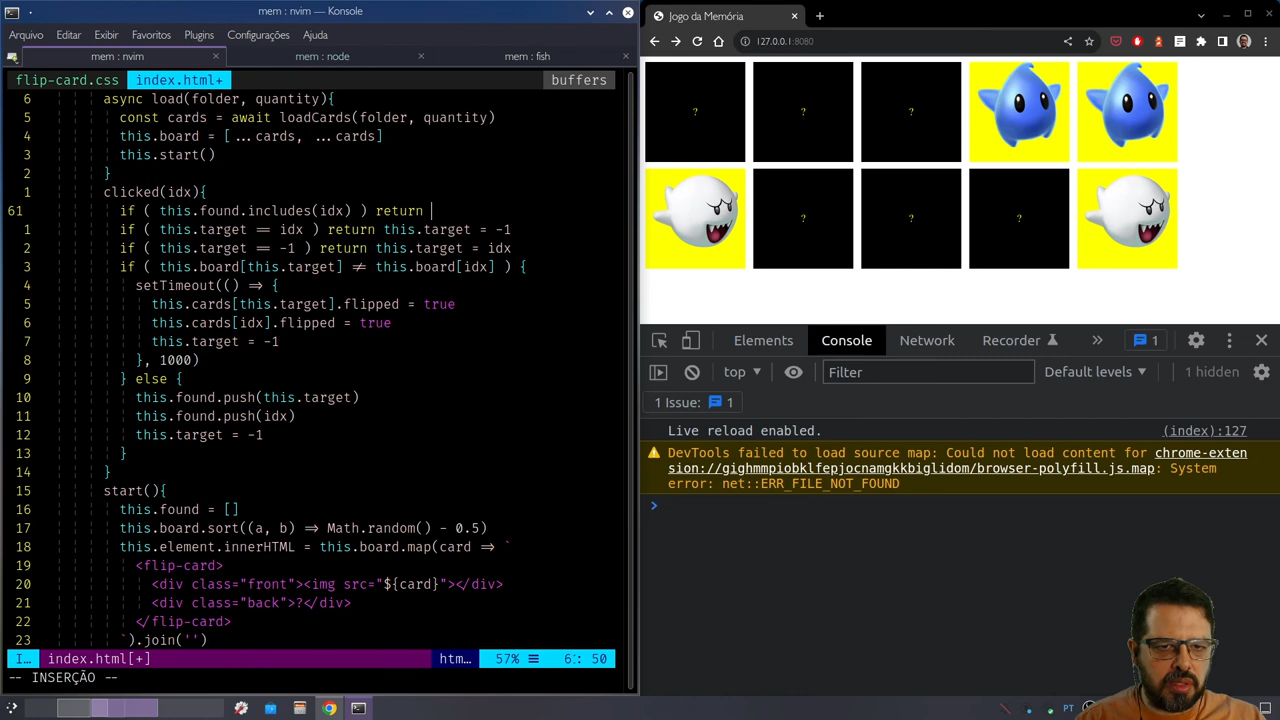 mem : nvim — Konsole
Arquivo Editar Exibir Favoritos Plugins Configurações Ajuda
mem : nvim mem : node mem : fish
flip-card.css index.html+ buffers
6 async load(folder, quantity){
5 const cards = await loadCards(folder, quantity)
4 this.board = [...cards, ...cards]
3 this.start()
2 }
1 clicked(idx){
61 if ( this.found.includes(idx) ) return
1 if ( this.target == idx ) return this.target = -1
2 if ( this.target == -1 ) return this.target = idx
3 if ( this.board[this.target] ≠ this.board[idx] ) {
4 setTimeout(() ⇒ {
5 this.cards[this.target].flipped = true
6 this.cards[idx].flipped = true
7 this.target = -1
8 }, 1000)
9 } else {
10 this.found.push(this.target)
11 this.found.push(idx)
12 this.target = -1
13 }
14 }
15 start(){
16 this.found = []
17 this.board.sort((a, b) ⇒ Math.random() - 0.5)
18 this.element.innerHTML = this.board.map(card ⇒ `
19 <flip-card>
20 <div class="front"><img src="${card}"></div>
21 <div class="back">?</div>
22 </flip-card>
23 `).join('')
I… index.html[+] htm… 57% ☰ 61: 50
-- INSERÇÃO --
Jogo da Memória
127.0.0.1:8080
? ? ?
? ? ?
Elements Console Network Recorder » 1
top Filter Default levels 1 hidden
1 Issue: 1
Live reload enabled. (index):127
DevTools failed to load source map: Could not load content for chrome-exten
sion://gighmmpiobklfepjocnamgkkbiglidom/browser-polyfill.js.map: System
error: net::ERR_FILE_NOT_FOUND
PT